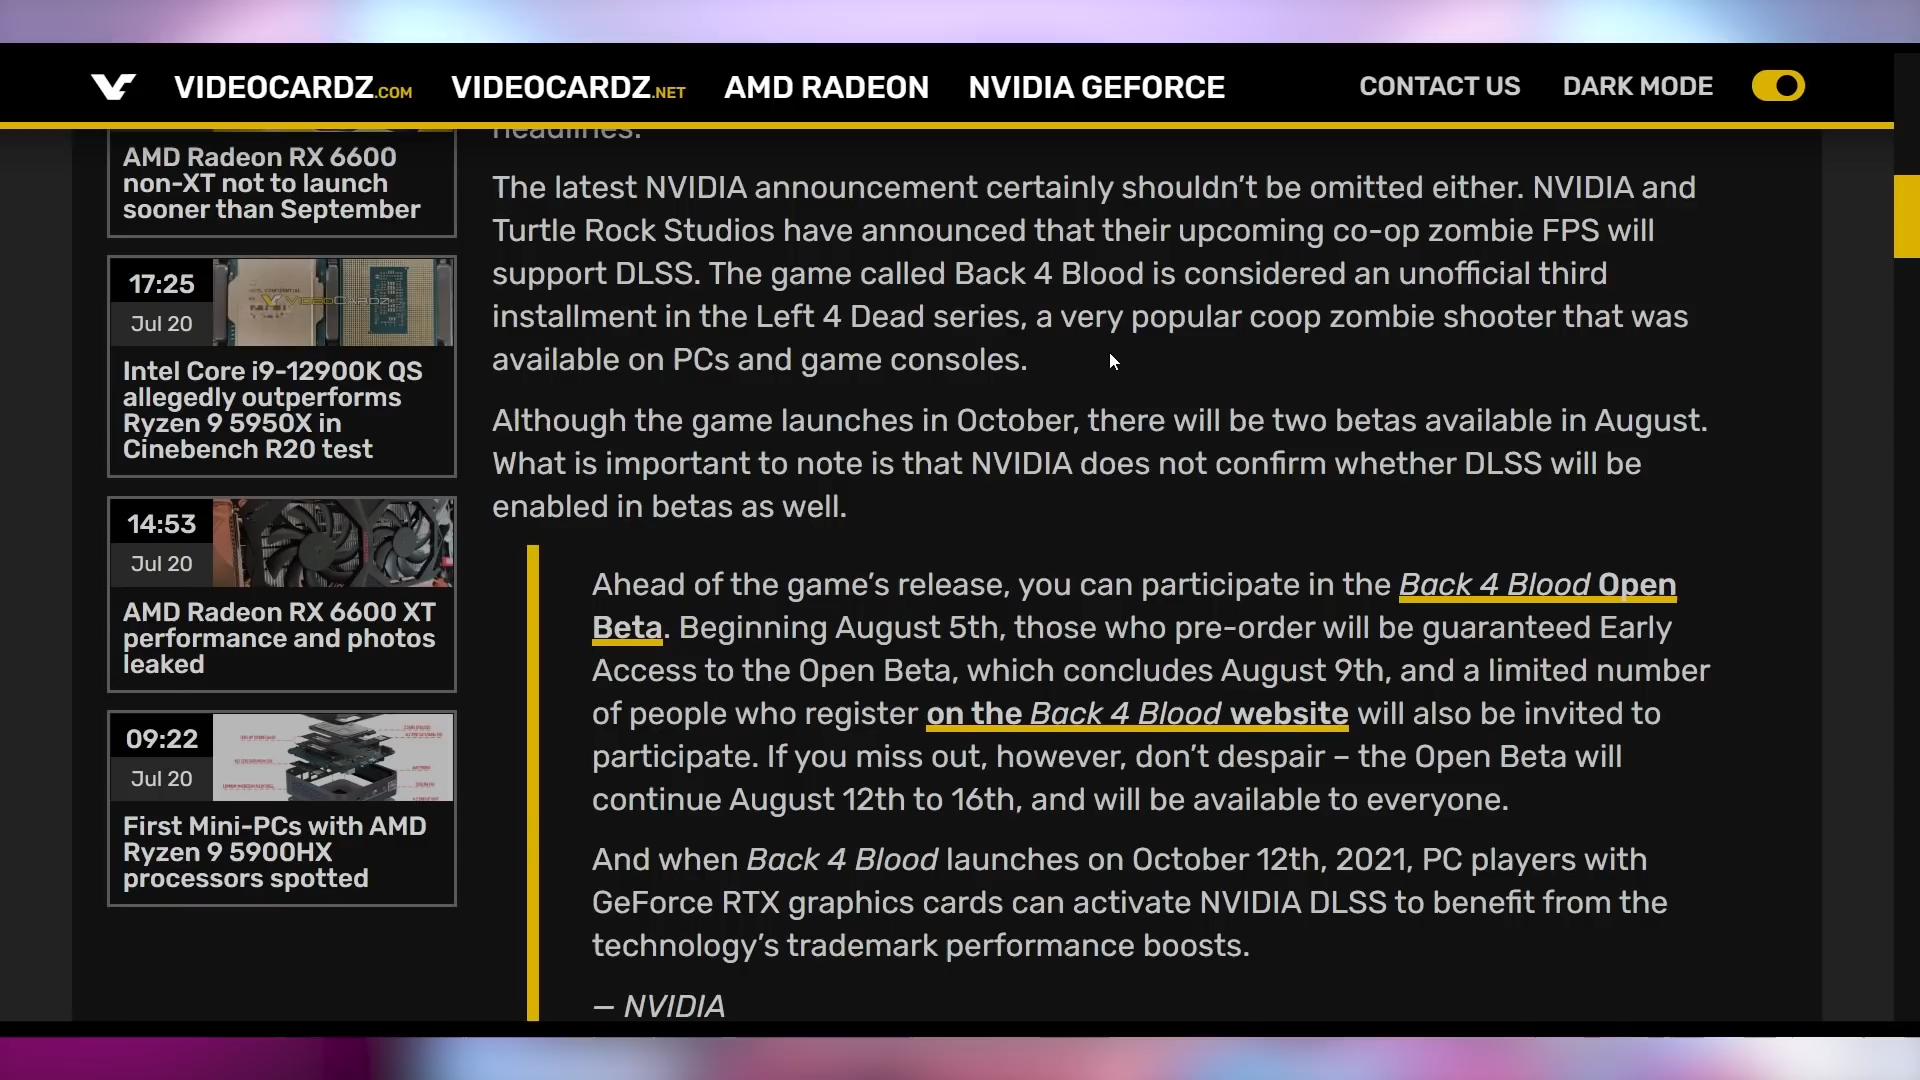 VIDEOCARDZ.COM VIDEOCARDZ.NET AMD RADEON NVIDIA GEFORCE CONTACT US DARK MODE
AMD Radeon RX 6600
non-XT not to launch
sooner than September
17:25
Jul 20
VIDEOCARDZ
Intel Core i9-12900K QS
allegedly outperforms
Ryzen 9 5950X in
Cinebench R20 test
14:53
Jul 20
AMD Radeon RX 6600 XT
performance and photos
leaked
09:22
Jul 20
First Mini-PCs with AMD
Ryzen 9 5900HX
processors spotted
headlines.
The latest NVIDIA announcement certainly shouldn’t be omitted either. NVIDIA and
Turtle Rock Studios have announced that their upcoming co-op zombie FPS will
support DLSS. The game called Back 4 Blood is considered an unofficial third
installment in the Left 4 Dead series, a very popular coop zombie shooter that was
available on PCs and game consoles.
Although the game launches in October, there will be two betas available in August.
What is important to note is that NVIDIA does not confirm whether DLSS will be
enabled in betas as well.
Ahead of the game’s release, you can participate in the Back 4 Blood Open
Beta. Beginning August 5th, those who pre-order will be guaranteed Early
Access to the Open Beta, which concludes August 9th, and a limited number
of people who register on the Back 4 Blood website will also be invited to
participate. If you miss out, however, don’t despair – the Open Beta will
continue August 12th to 16th, and will be available to everyone.
And when Back 4 Blood launches on October 12th, 2021, PC players with
GeForce RTX graphics cards can activate NVIDIA DLSS to benefit from the
technology’s trademark performance boosts.
— NVIDIA